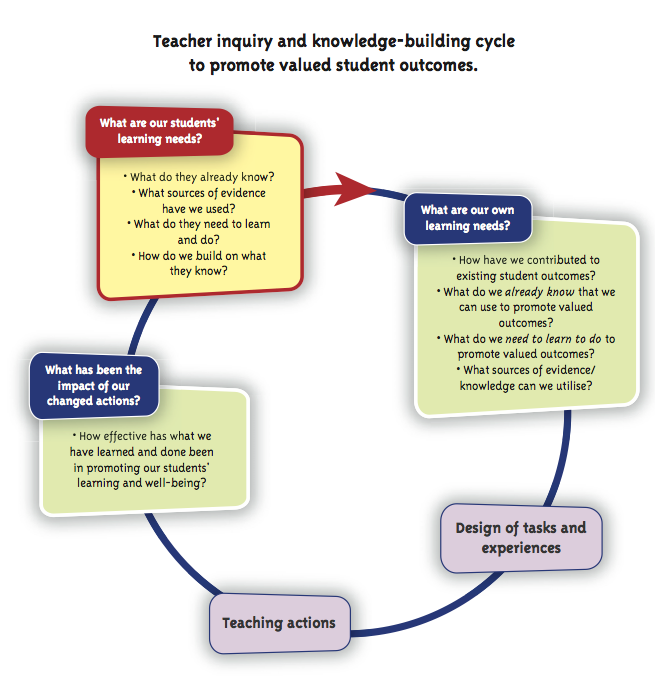 Teacher inquiry and knowledge-building cycle
to promote valued student outcomes.
What are our students'
learning needs?
• What do they already know?
• What sources of evidence
have we used?
• What do they need to learn
and do?
• How do we build on what
they know?
What are our own
learning needs?
• How have we contributed to
existing student outcomes?
• What do we already know that we
can use to promote valued
outcomes?
• What do we need to learn to do to
promote valued outcomes?
• What sources of evidence/
knowledge can we utilise?
Design of tasks and
experiences
Teaching actions
What has been the
impact of our
changed actions?
• How effective has what we
have learned and done been
in promoting our students'
learning and well-being?